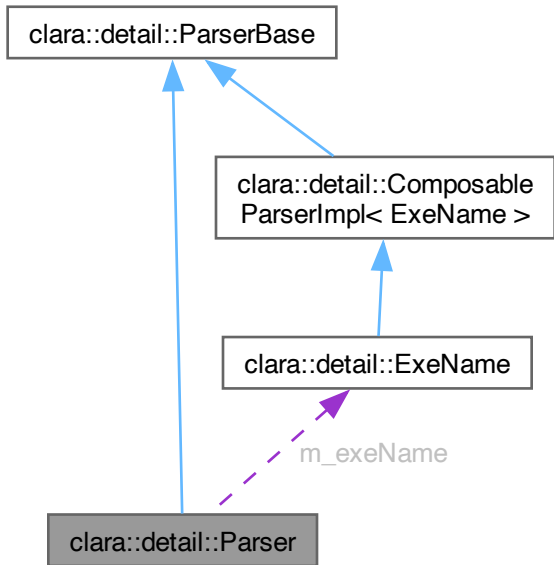 clara::detail::ParserBase
clara::detail::Composable
ParserImpl< ExeName >
clara::detail::ExeName
m_exeName
clara::detail::Parser